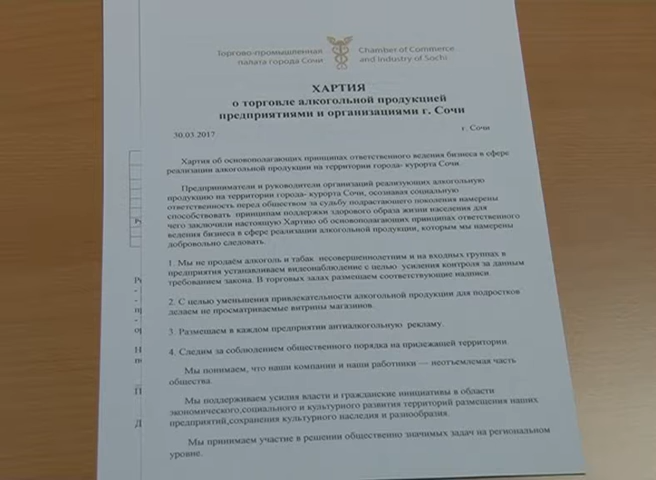 Торгово-промышленная палата города Сочи
Chamber of Commerce and Industry of Sochi
ХАРТИЯ
о торговле алкогольной продукцией
предприятиями и организациями г. Сочи
30.03.2017 г. Сочи
Хартия об основополагающих принципах ответственного ведения бизнеса в сфере
реализации алкогольной продукции на территории города- курорта Сочи.
Предприниматели и руководители организаций реализующих алкогольную
продукцию на территории города- курорта Сочи, осознавая социальную
ответственность перед обществом за судьбу подрастающего поколения намерены
способствовать принципам поддержки здорового образа жизни населения для
чего заключили настоящую Хартию об основополагающих принципах ответственного
ведения бизнеса в сфере реализации алкогольной продукции, которым мы намерены
добровольно следовать.
1. Мы не продаём алкоголь и табак несовершеннолетним и на входных группах в
предприятия устанавливаем видеонаблюдение с целью усиления контроля за данным
требованием закона. В торговых залах размещаем соответствующие надписи.
2. С целью уменьшения привлекательности алкогольной продукции для подростков
делаем не просматриваемые витрины магазинов.
3. Размещаем в каждом предприятии антиалкогольную рекламу.
4. Следим за соблюдением общественного порядка на прилежащей территории.
Мы понимаем, что наши компании и наши работники — неотъемлемая часть
общества.
Мы поддерживаем усилия власти и гражданские инициативы в области
экономического,социального и культурного развития территорий размещения наших
предприятий,сохранения культурного наследия и разнообразия.
Мы принимаем участие в решении общественно значимых задач на региональном
уровне.